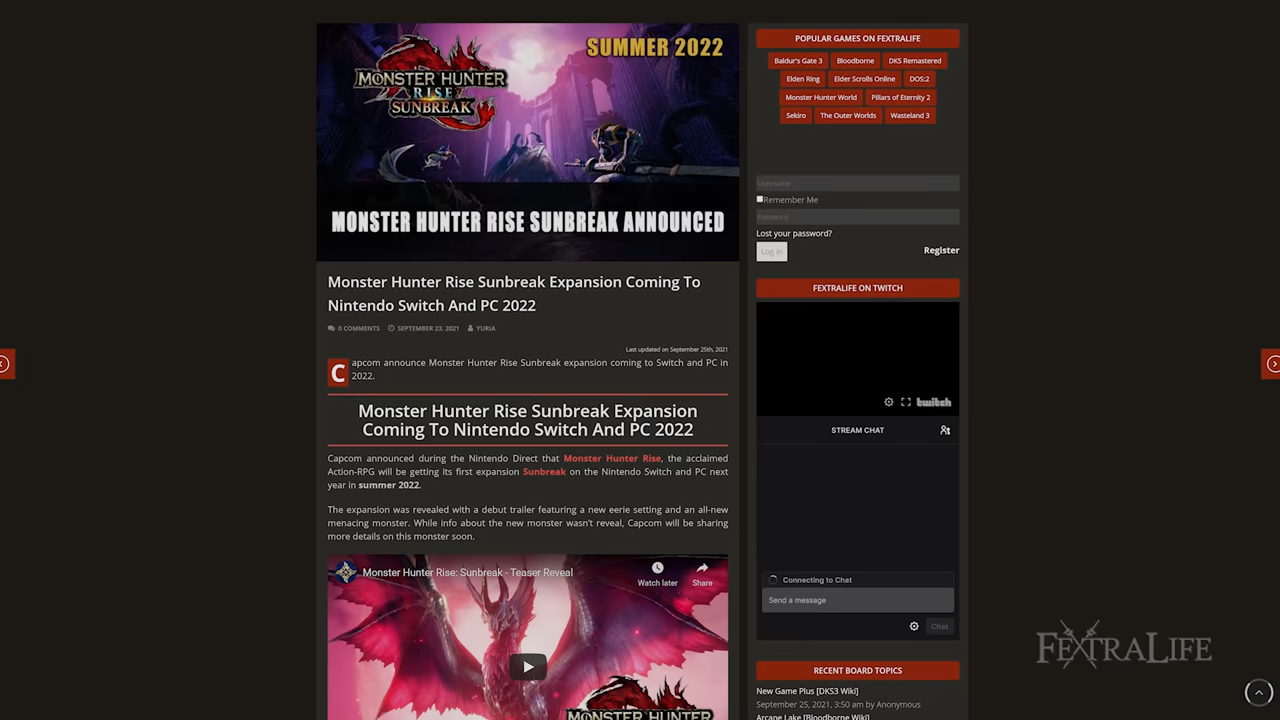 SUMMER 2022
MONSTER HUNTER
RISE
SUNBREAK
MONSTER HUNTER RISE SUNBREAK ANNOUNCED
Monster Hunter Rise Sunbreak Expansion Coming To
Nintendo Switch And PC 2022
0 COMMENTS SEPTEMBER 23, 2021 YURIA
Last updated on September 25th, 2021
Capcom announce Monster Hunter Rise Sunbreak expansion coming to Switch and PC in
2022.
Monster Hunter Rise Sunbreak Expansion
Coming To Nintendo Switch And PC 2022
Capcom announced during the Nintendo Direct that Monster Hunter Rise, the acclaimed
Action-RPG will be getting its first expansion Sunbreak on the Nintendo Switch and PC next
year in summer 2022.
The expansion was revealed with a debut trailer featuring a new eerie setting and an all-new
menacing monster. While info about the new monster wasn't reveal, Capcom will be sharing
more details on this monster soon.
Monster Hunter Rise: Sunbreak - Teaser Reveal
Watch later Share
MONSTER HUNTER
POPULAR GAMES ON FEXTRALIFE
Baldur's Gate 3 Bloodborne DKS Remastered
Elden Ring Elder Scrolls Online DOS:2
Monster Hunter World Pillars of Eternity 2
Sekiro The Outer Worlds Wasteland 3
Username
Remember Me
Password
Lost your password?
Log in Register
FEXTRALIFE ON TWITCH
twitch
STREAM CHAT
Connecting to Chat
Send a message
Chat
RECENT BOARD TOPICS
New Game Plus [DKS3 Wiki]
September 25, 2021, 3:50 am by Anonymous
Arcane Lake [Bloodborne Wiki]
FEXTRALIFE